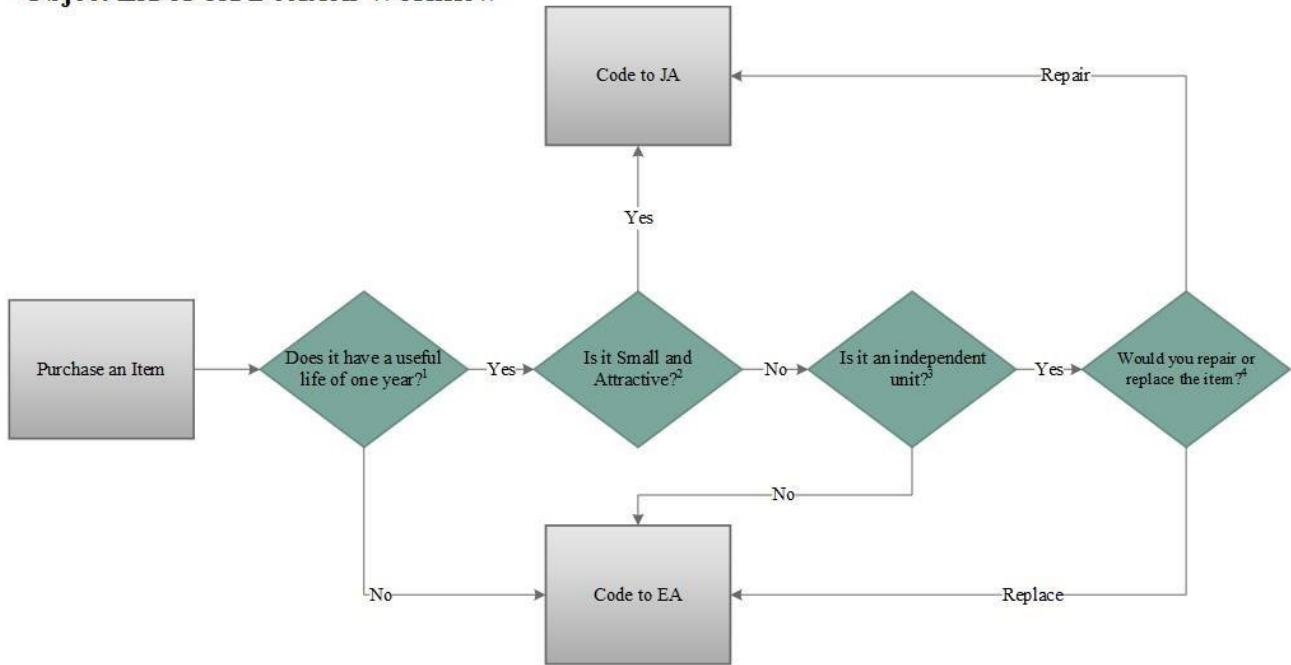 Code to JA
Repair
Yes
Purchase an Item
Does it have a useful
life of one year?¹
Yes
Is it Small and
Attractive?²
No
Is it an independent
unit?³
Yes
Would you repair or
replace the item?⁴
No
No
Code to EA
Replace